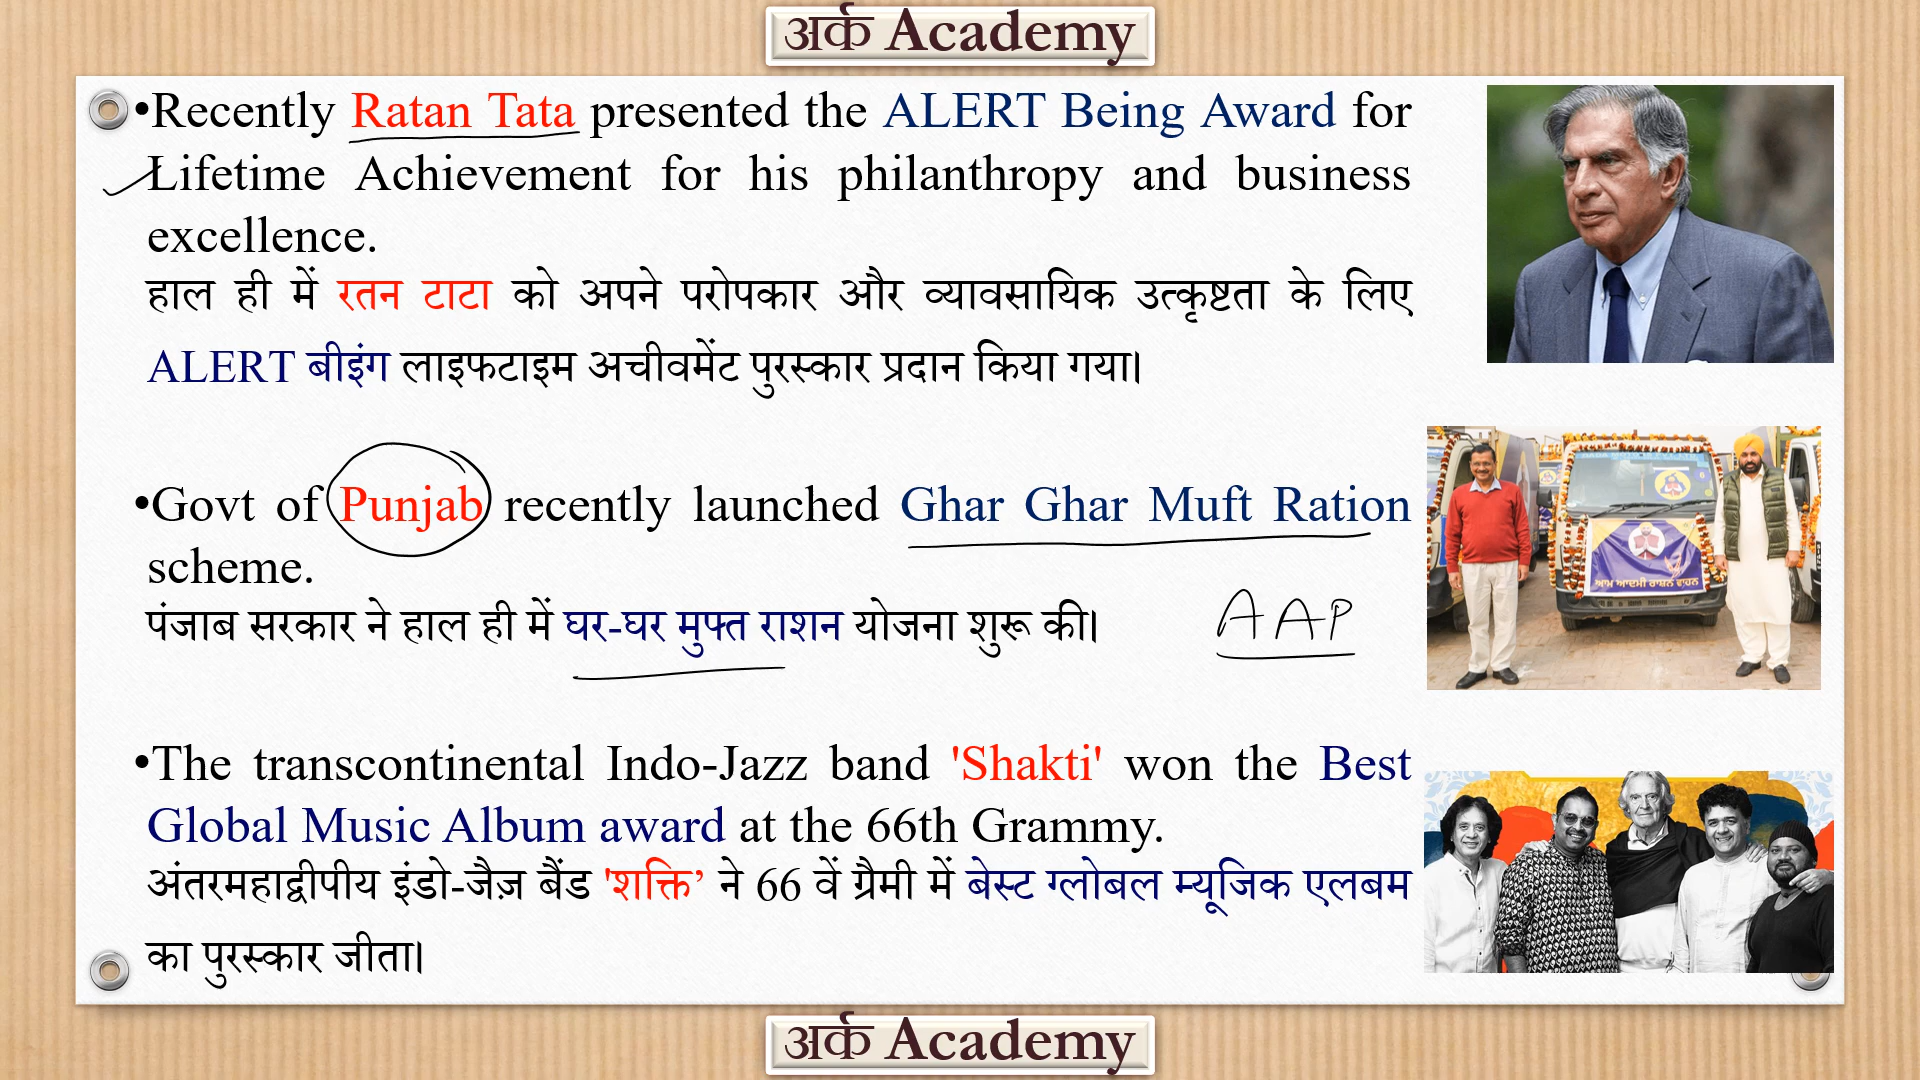 अर्क Academy
•Recently Ratan Tata presented the ALERT Being Award for
Lifetime Achievement for his philanthropy and business
excellence.
हाल ही में रतन टाटा को अपने परोपकार और व्यावसायिक उत्कृष्टता के लिए
ALERT बीइंग लाइफटाइम अचीवमेंट पुरस्कार प्रदान किया गया।
•Govt of Punjab recently launched Ghar Ghar Muft Ration
scheme.
पंजाब सरकार ने हाल ही में घर-घर मुफ्त राशन योजना शुरू की।
AAP
ਆਮ ਆਦਮੀ ਰਾਸ਼ਨ ਵਾਹਨ
•The transcontinental Indo-Jazz band 'Shakti' won the Best
Global Music Album award at the 66th Grammy.
अंतरमहाद्वीपीय इंडो-जैज़ बैंड 'शक्ति’ ने 66 वें ग्रैमी में बेस्ट ग्लोबल म्यूजिक एलबम
का पुरस्कार जीता।
अर्क Academy